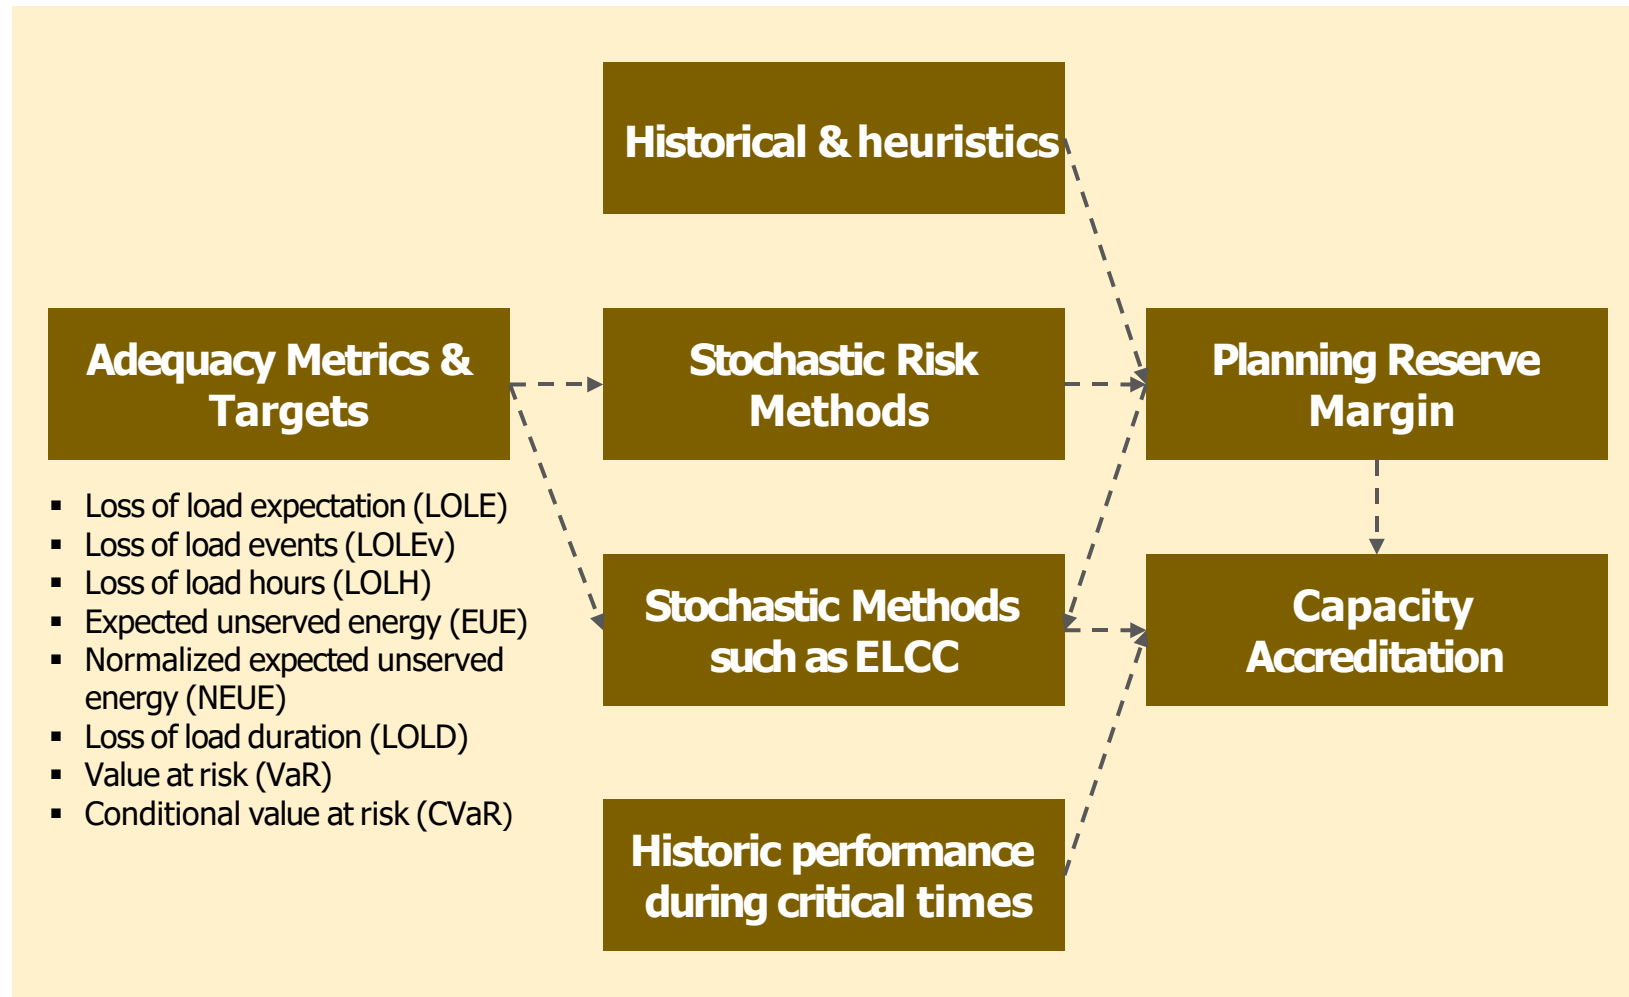 Historical & heuristics
Adequacy Metrics &
Targets
Stochastic Risk
Methods
Planning Reserve
Margin
▪ Loss of load expectation (LOLE)
▪ Loss of load events (LOLEv)
▪ Loss of load hours (LOLH)
▪ Expected unserved energy (EUE)
▪ Normalized expected unserved
energy (NEUE)
▪ Loss of load duration (LOLD)
▪ Value at risk (VaR)
▪ Conditional value at risk (CVaR)
Stochastic Methods
such as ELCC
Capacity
Accreditation
Historic performance
during critical times